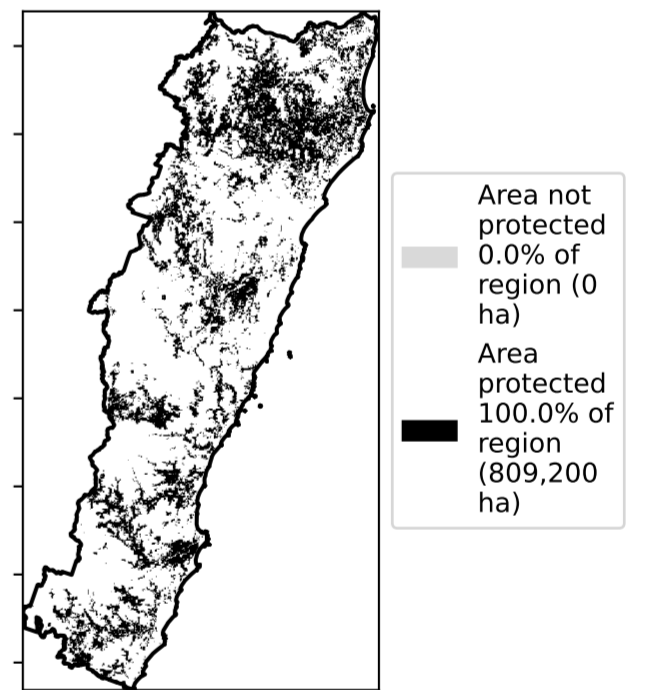 Area not
protected
0.0% of
region (0
ha)
Area
protected
100.0% of
region
(809,200
ha)